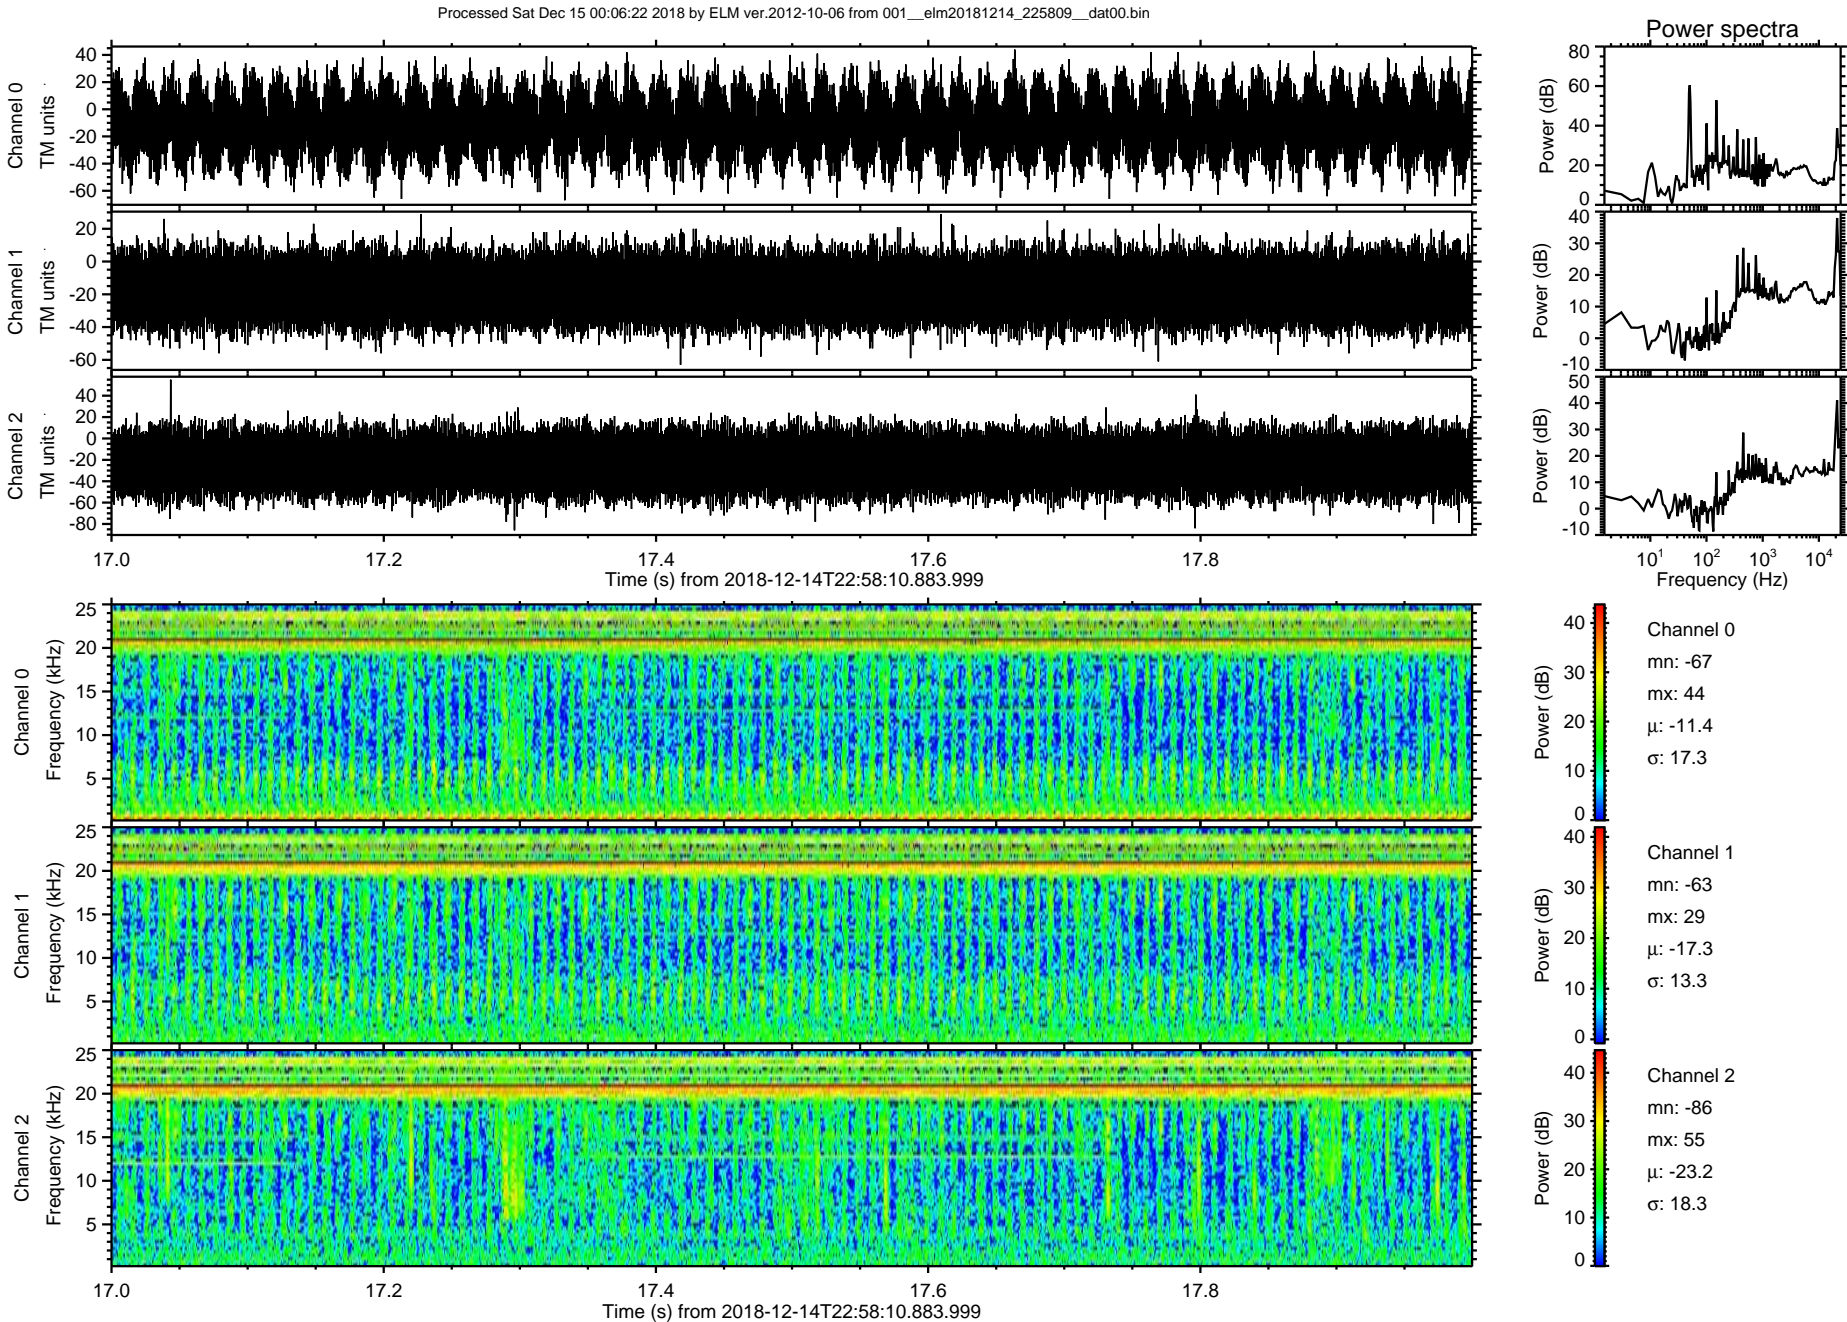 Processed Sat Dec 15 00:06:22 2018 by ELM ver.2012-10-06 from 001__elm20181214_225809__dat00.bin
Power spectra
Channel 0
TM units
40
20
0
-20
-40
-60
Power (dB)
80
60
40
20
0
Channel 1
TM units
20
0
-20
-40
-60
Power (dB)
40
30
20
10
0
-10
Channel 2
TM units
40
20
0
-20
-40
-60
-80
Power (dB)
50
40
30
20
10
0
-10
17.0 17.2 17.4 17.6 17.8
Time (s) from 2018-12-14T22:58:10.883.999
10^1 10^2 10^3 10^4
Frequency (Hz)
Channel 0
Frequency (kHz)
25
20
15
10
5
Power (dB)
40
30
20
10
0
Channel 0
mn: -67
mx: 44
μ: -11.4
σ: 17.3
Channel 1
Frequency (kHz)
25
20
15
10
5
Power (dB)
40
30
20
10
0
Channel 1
mn: -63
mx: 29
μ: -17.3
σ: 13.3
Channel 2
Frequency (kHz)
25
20
15
10
5
Power (dB)
40
30
20
10
0
Channel 2
mn: -86
mx: 55
μ: -23.2
σ: 18.3
17.0 17.2 17.4 17.6 17.8
Time (s) from 2018-12-14T22:58:10.883.999